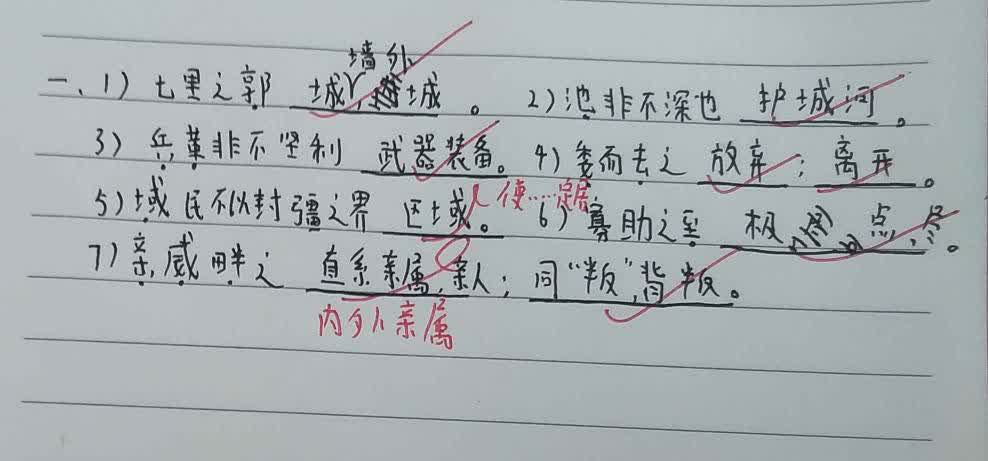 墙外
一、1) 七里之郭 城,城。 2) 池非不深也 护城河。
3) 兵革非不坚利 武器装备。 4) 委而去之 放弃；离开。
5) 域民不以封疆之界 区域。 使……定居 6) 寡助之至 极点,尽。
7) 亲戚畔之 直系亲属,亲人；同“叛”,背叛。
内外亲属